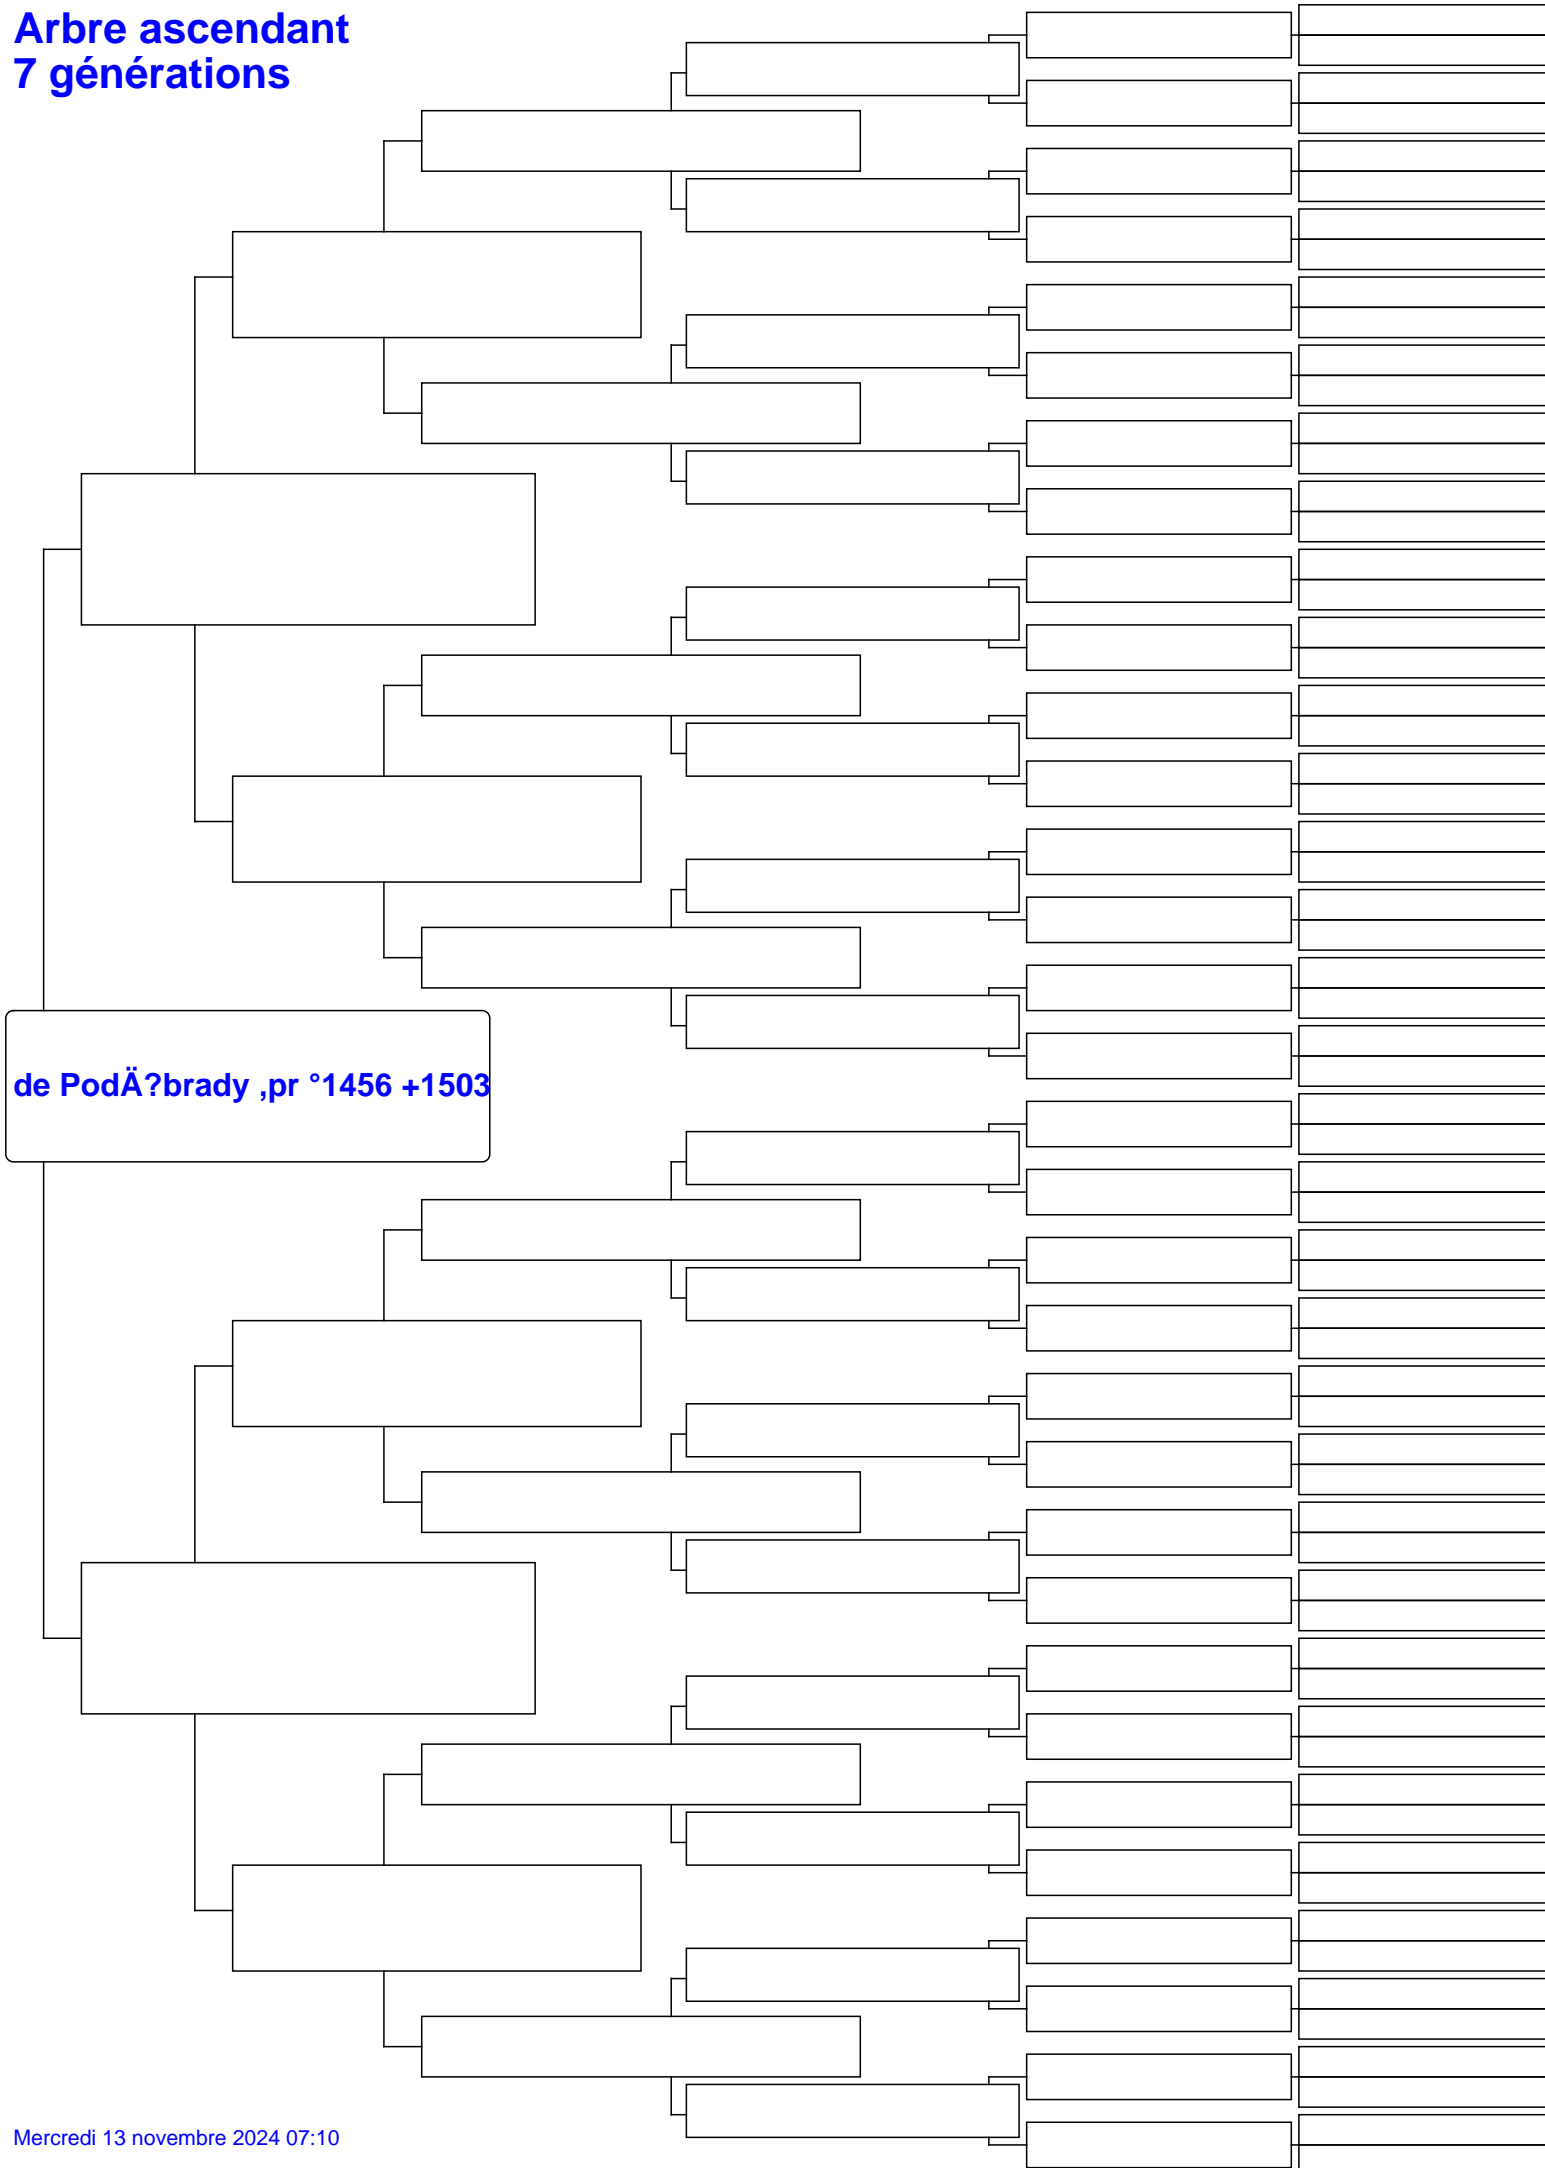 Arbre ascendant
7 générations
de PodÄ?brady ,pr °1456 +1503
Mercredi 13 novembre 2024 07:10